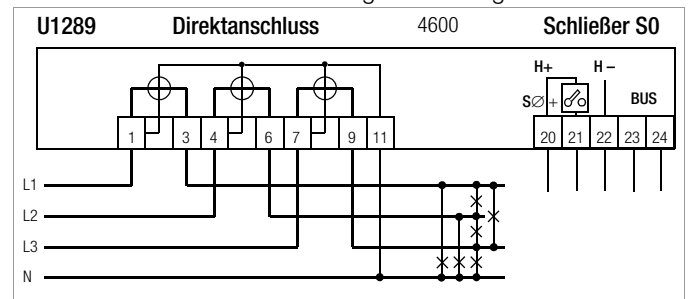 U1289 Direktanschluss 4600 Schließer S0
H+ H –
S∅ + BUS
1 3 4 6 7 9 11 20 21 22 23 24
L1
L2
L3
N